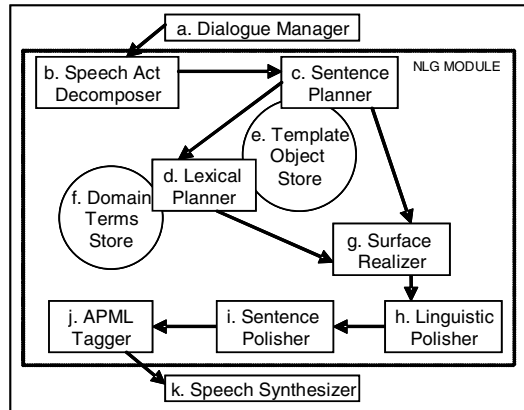 a. Dialogue Manager
NLG MODULE
b. Speech Act
Decomposer
c. Sentence
Planner
e. Template
Object
Store
d. Lexical
Planner
f. Domain
Terms
Store
g. Surface
Realizer
h. Linguistic
Polisher
i. Sentence
Polisher
j. APML
Tagger
k. Speech Synthesizer